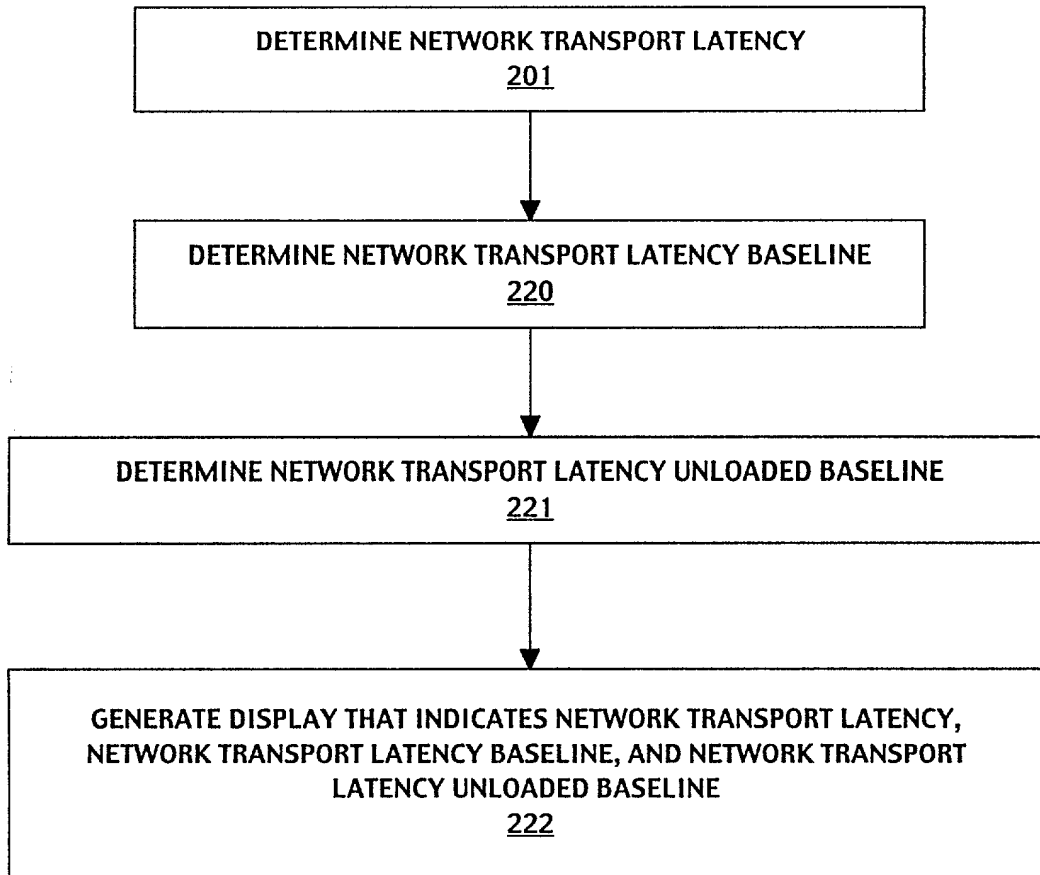 DETERMINE NETWORK TRANSPORT LATENCY
201
DETERMINE NETWORK TRANSPORT LATENCY BASELINE
220
DETERMINE NETWORK TRANSPORT LATENCY UNLOADED BASELINE
221
GENERATE DISPLAY THAT INDICATES NETWORK TRANSPORT LATENCY,
NETWORK TRANSPORT LATENCY BASELINE, AND NETWORK TRANSPORT
LATENCY UNLOADED BASELINE
222